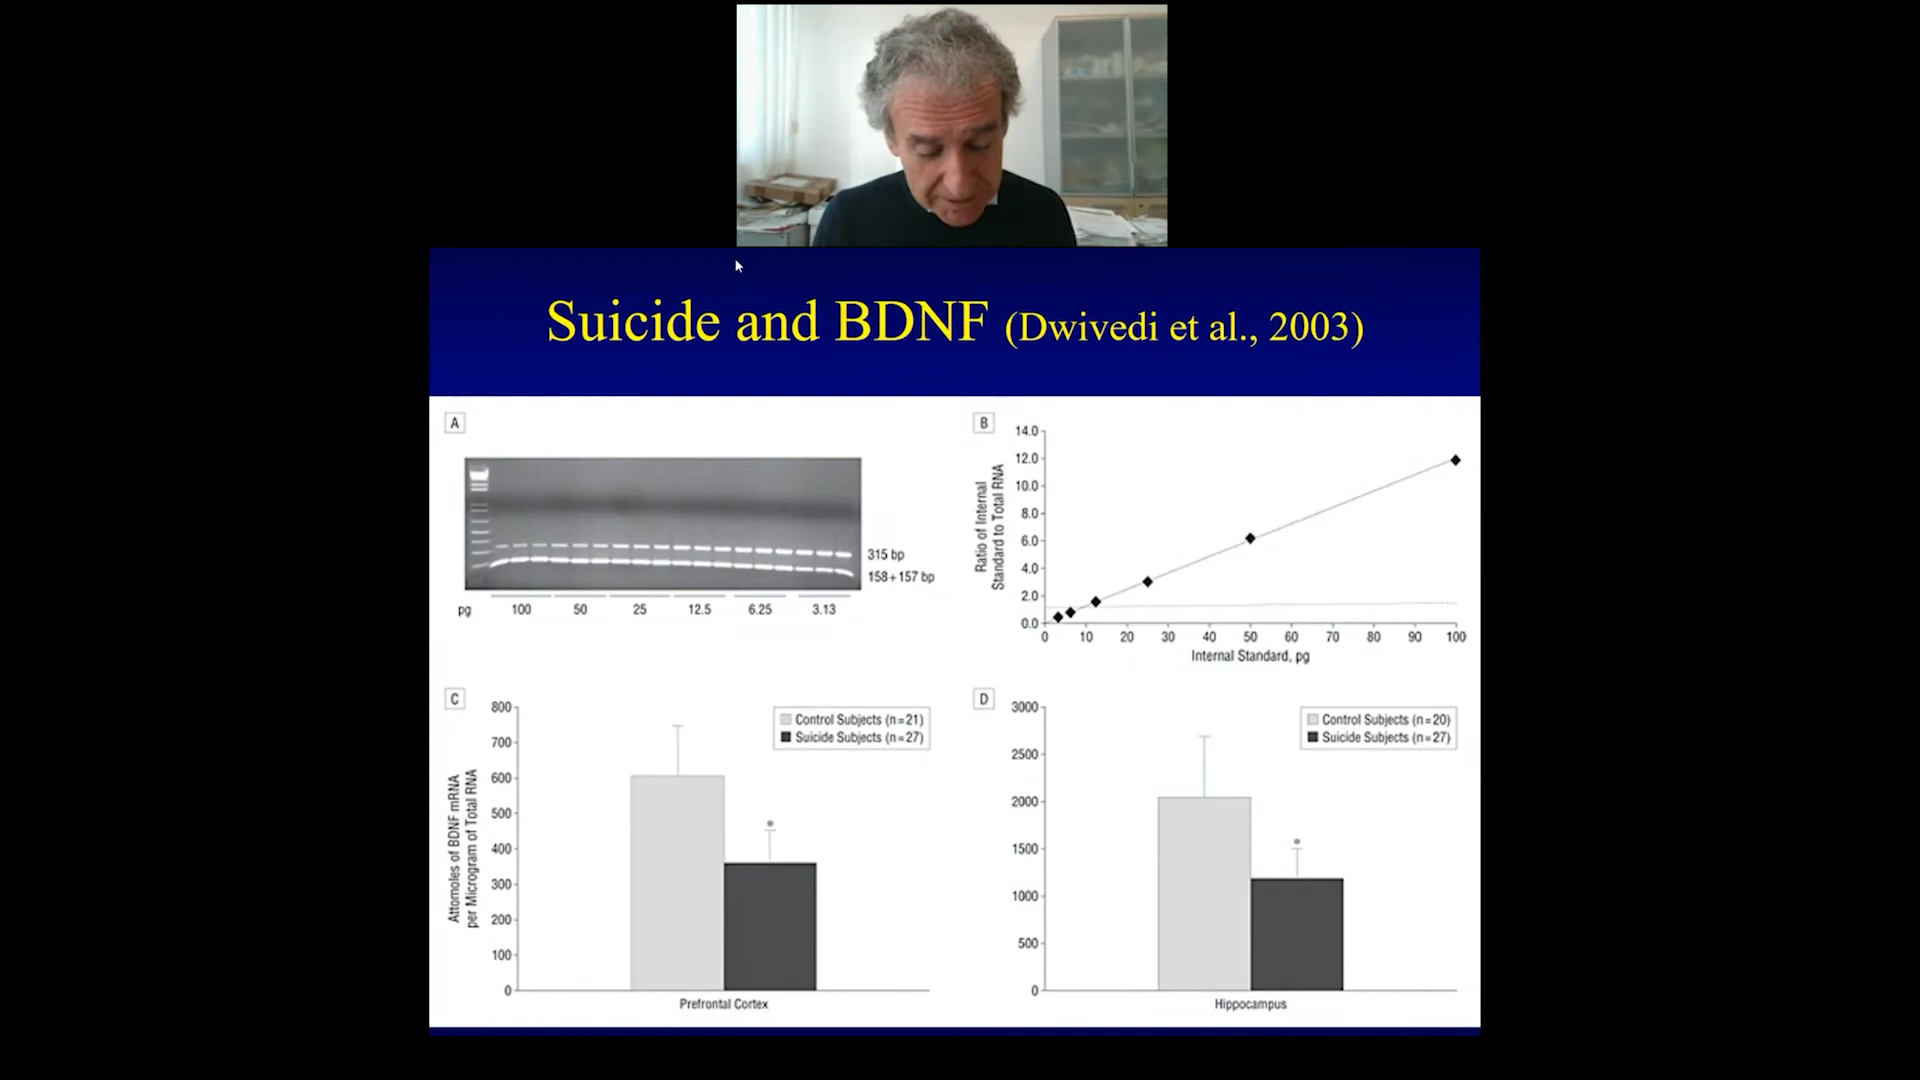 Suicide and BDNF (Dwivedi et al., 2003)
A
315 bp
158+157 bp
pg 100 50 25 12.5 6.25 3.13
B
Ratio of Internal
Standard to Total RNA
14.0
12.0
10.0
8.0
6.0
4.0
2.0
0.0
0 10 20 30 40 50 60 70 80 90 100
Internal Standard, pg
C
Attomoles of BDNF mRNA
per Microgram of Total RNA
800
700
600
500
400
300
200
100
0
Control Subjects (n=21)
Suicide Subjects (n=27)
*
Prefrontal Cortex
D
3000
2500
2000
1500
1000
500
0
Control Subjects (n=20)
Suicide Subjects (n=27)
*
Hippocampus